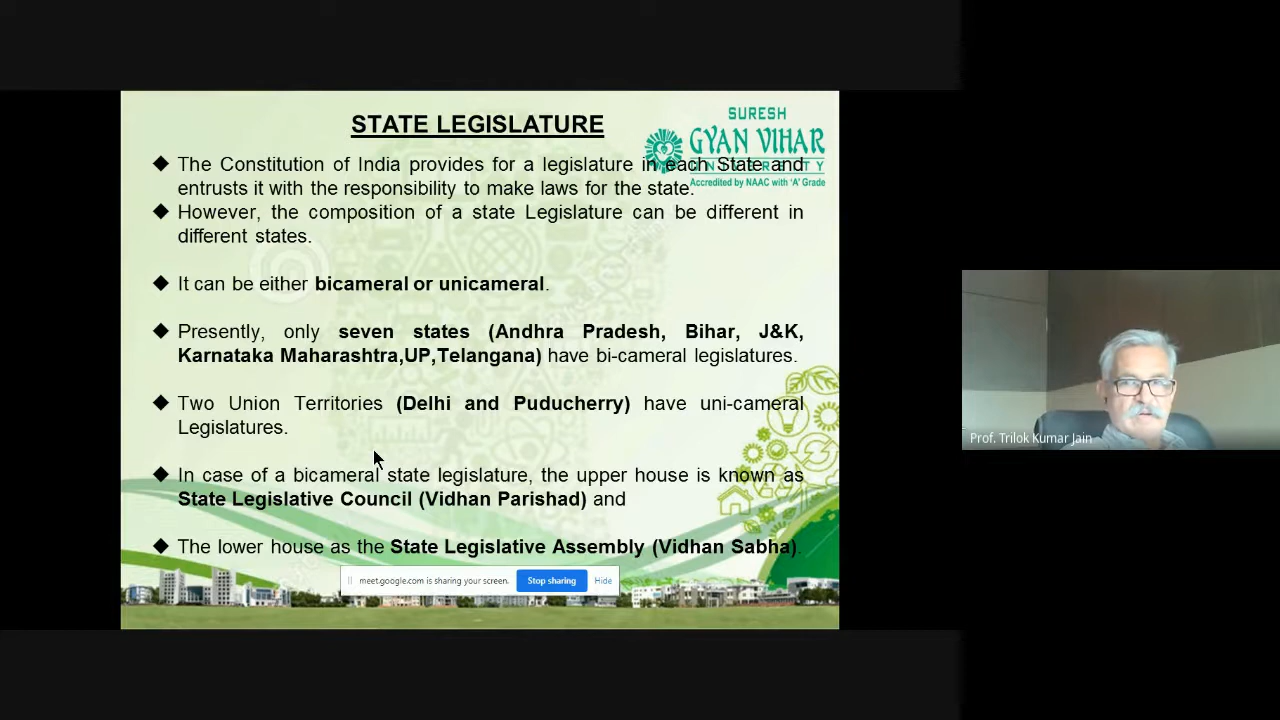 STATE LEGISLATURE
SURESH
GYAN VIHAR
UNIVERSITY
Accredited by NAAC with 'A' Grade
◆ The Constitution of India provides for a legislature in each State and
entrusts it with the responsibility to make laws for the state.
◆ However, the composition of a state Legislature can be different in
different states.
◆ It can be either bicameral or unicameral.
◆ Presently, only seven states (Andhra Pradesh, Bihar, J&K,
Karnataka Maharashtra,UP,Telangana) have bi-cameral legislatures.
◆ Two Union Territories (Delhi and Puducherry) have uni-cameral
Legislatures.
◆ In case of a bicameral state legislature, the upper house is known as
State Legislative Council (Vidhan Parishad) and
◆ The lower house as the State Legislative Assembly (Vidhan Sabha).
meet.google.com is sharing your screen.
Stop sharing
Hide
Prof. Trilok Kumar Jain